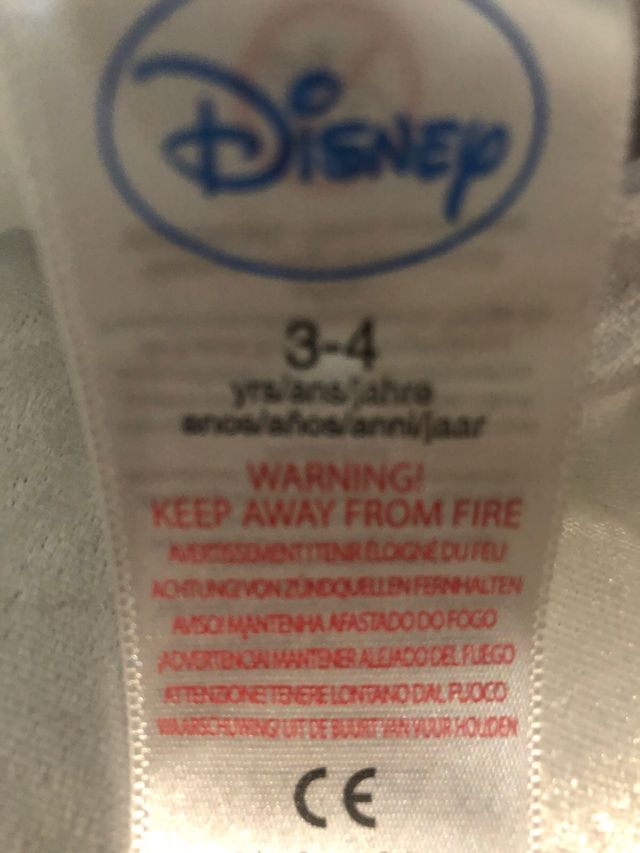 Disney
3-4
yrs/ans/jahre
anos/años/anni/jaar
WARNING!
KEEP AWAY FROM FIRE
AVERTISSEMENT! TENIR ÉLOIGNÉ DU FEU
ACHTUNG! VON ZÜNDQUELLEN FERNHALTEN
AVISO! MANTENHA AFASTADO DO FOGO
¡ADVERTENCIA! MANTENER ALEJADO DEL FUEGO
ATTENZIONE! TENERE LONTANO DAL FUOCO
WAARSCHUWING! UIT DE BUURT VAN VUUR HOUDEN
CE